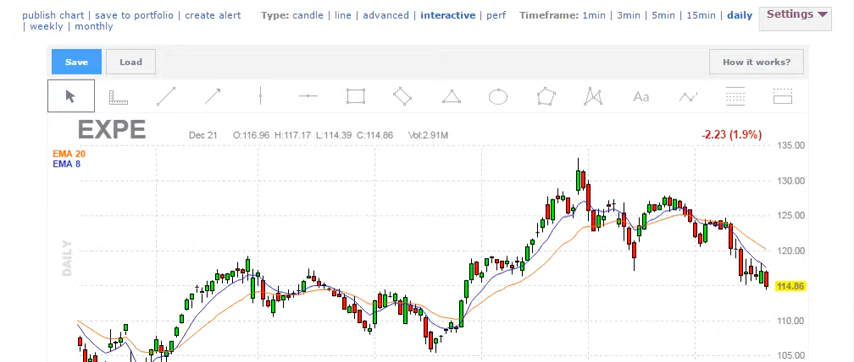 publish chart | save to portfolio | create alert Type: candle | line | advanced | interactive | perf Timeframe: 1min | 3min | 5min | 15min | daily Settings
| weekly | monthly
Save Load How it works?
Aa
EXPE Dec 21 O:116.96 H:117.17 L:114.39 C:114.86 Vol:2.91M -2.23 (1.9%)
135.00
EMA 20
EMA 8
130.00
125.00
120.00
DAILY
114.86
110.00
105.00